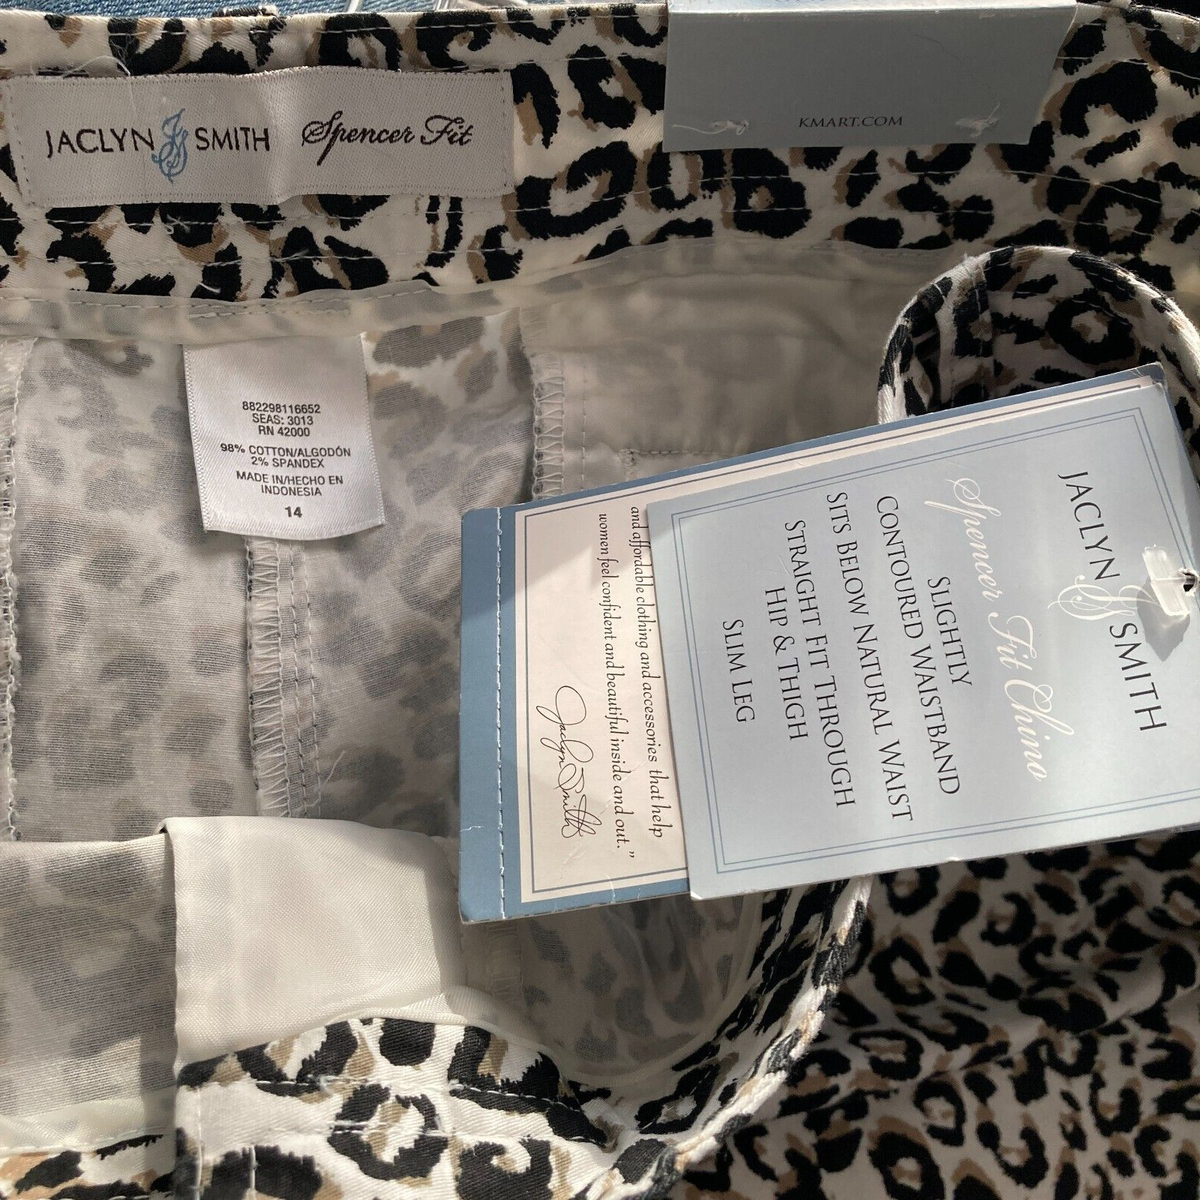 JACLYN JS SMITH Spencer Fit
KMART.COM
882298116652
SEAS: 3013
RN 42000
98% COTTON/ALGODÓN
2% SPANDEX
MADE IN/HECHO EN
INDONESIA
14
JACLYN JS SMITH
Spencer Fit Chino
SLIGHTLY
CONTOURED WAISTBAND
SITS BELOW NATURAL WAIST
STRAIGHT FIT THROUGH
HIP & THIGH
SLIM LEG
and affordable clothing and accessories that help
women feel confident and beautiful inside and out."
Jaclyn Smith